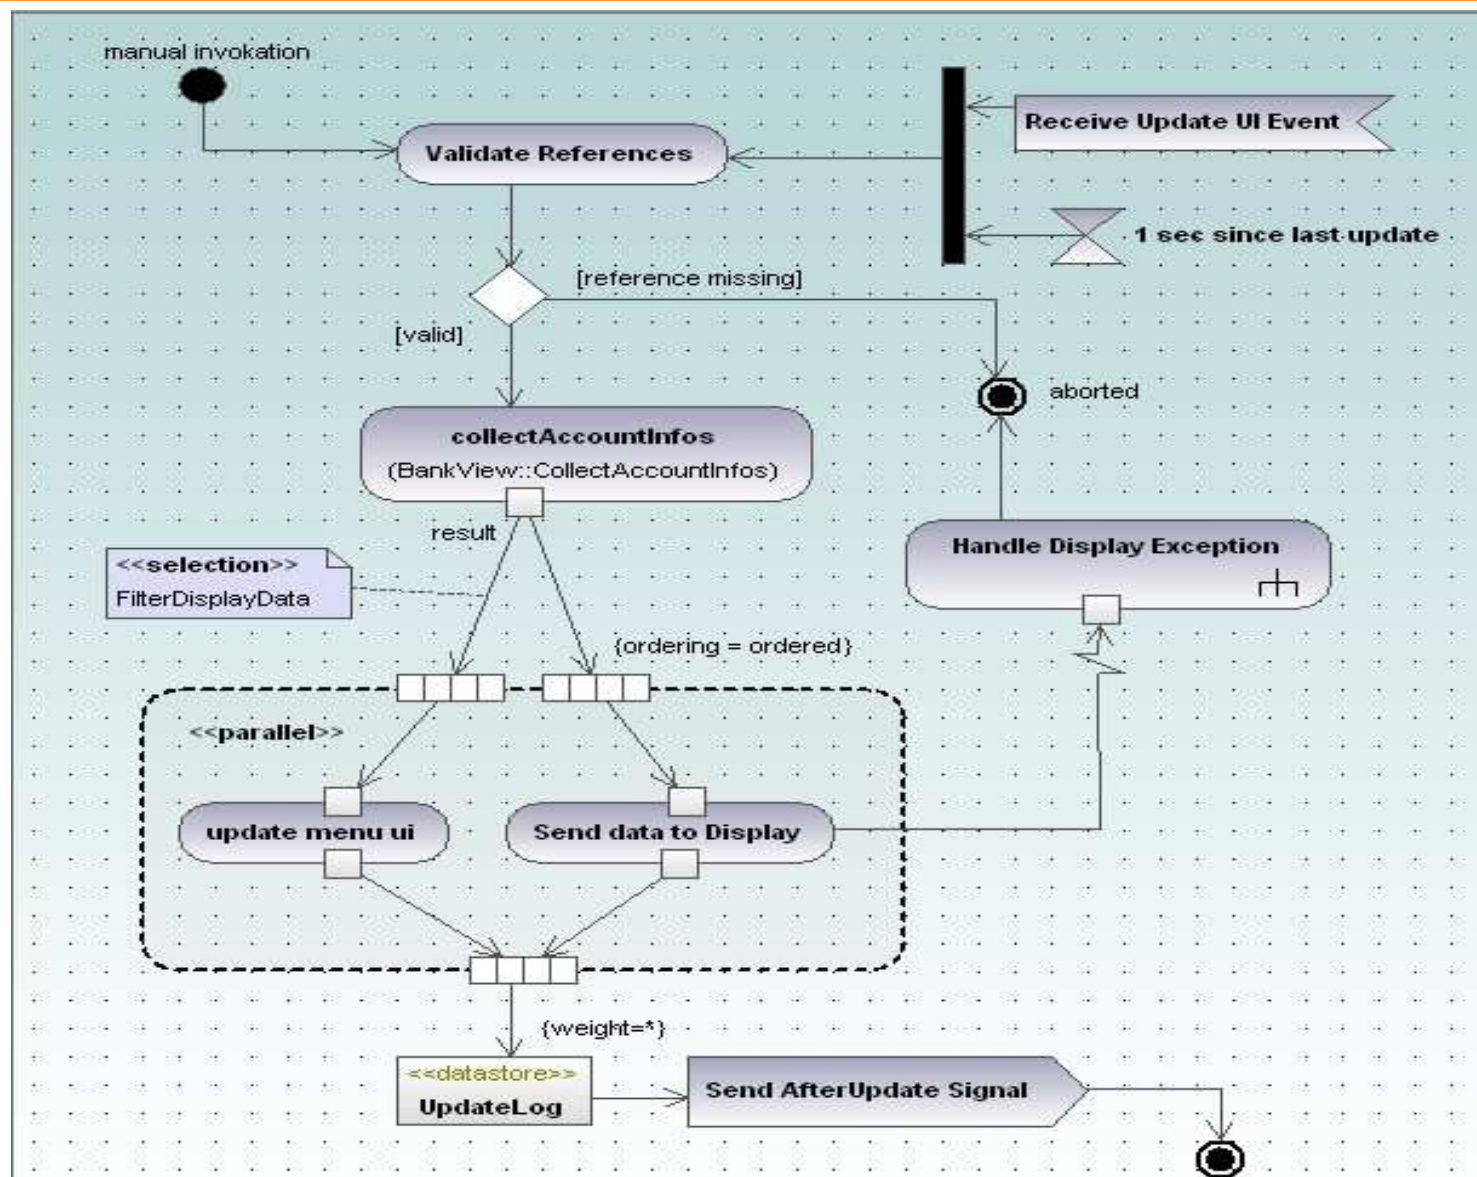 manual invokation
Receive Update UI Event
Validate References
1 sec since last update
[reference missing]
[valid]
aborted
collectAccountInfos
(BankView::CollectAccountInfos)
result
Handle Display Exception
<<selection>>
FilterDisplayData
{ordering = ordered}
<<parallel>>
update menu ui
Send data to Display
{weight=*}
<<datastore>>
UpdateLog
Send AfterUpdate Signal